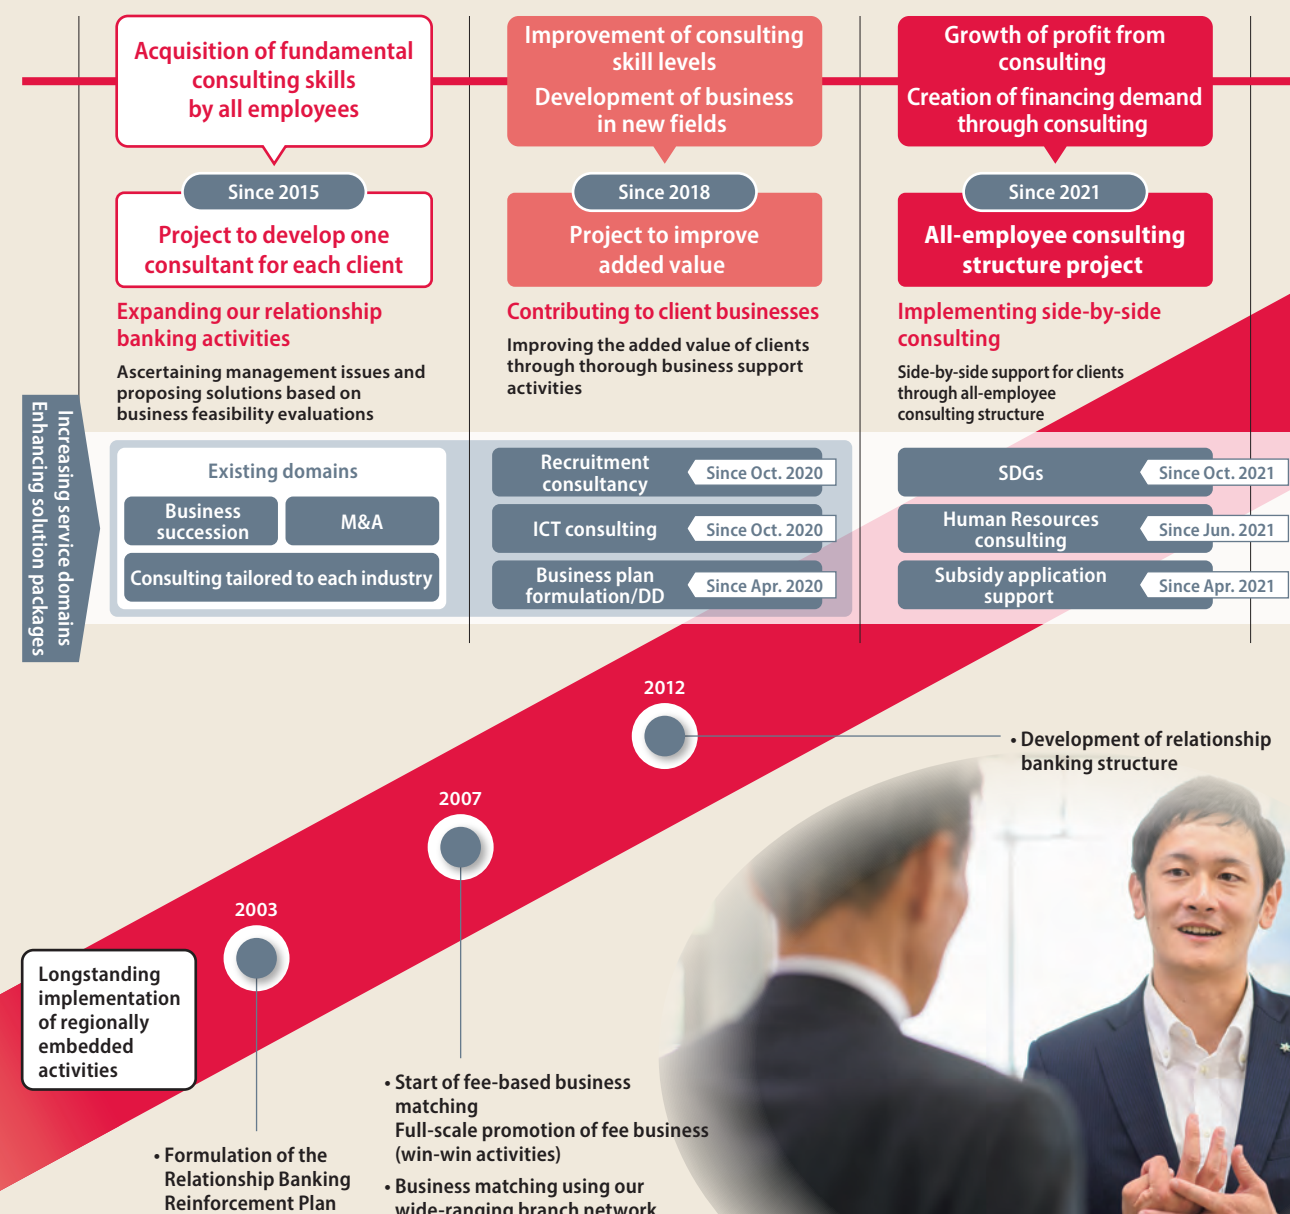 Acquisition of fundamental
consulting skills
by all employees
Since 2015
Project to develop one
consultant for each client
Expanding our relationship
banking activities
Ascertaining management issues and
proposing solutions based on
business feasibility evaluations
Improvement of consulting
skill levels
Development of business
in new fields
Since 2018
Project to improve
added value
Contributing to client businesses
Improving the added value of clients
through thorough business support
activities
Growth of profit from
consulting
Creation of financing demand
through consulting
Since 2021
All-employee consulting
structure project
Implementing side-by-side
consulting
Side-by-side support for clients
through all-employee
consulting structure
Increasing service domains
Enhancing solution packages
Existing domains
Business
succession
M&A
Consulting tailored to each industry
Recruitment
consultancy
Since Oct. 2020
ICT consulting
Since Oct. 2020
Business plan
formulation/DD
Since Apr. 2020
SDGs
Since Oct. 2021
Human Resources
consulting
Since Jun. 2021
Subsidy application
support
Since Apr. 2021
2012
• Development of relationship
banking structure
2007
2003
Longstanding
implementation
of regionally
embedded
activities
• Start of fee-based business
matching
Full-scale promotion of fee business
(win-win activities)
• Business matching using our
wide-ranging branch network
• Formulation of the
Relationship Banking
Reinforcement Plan